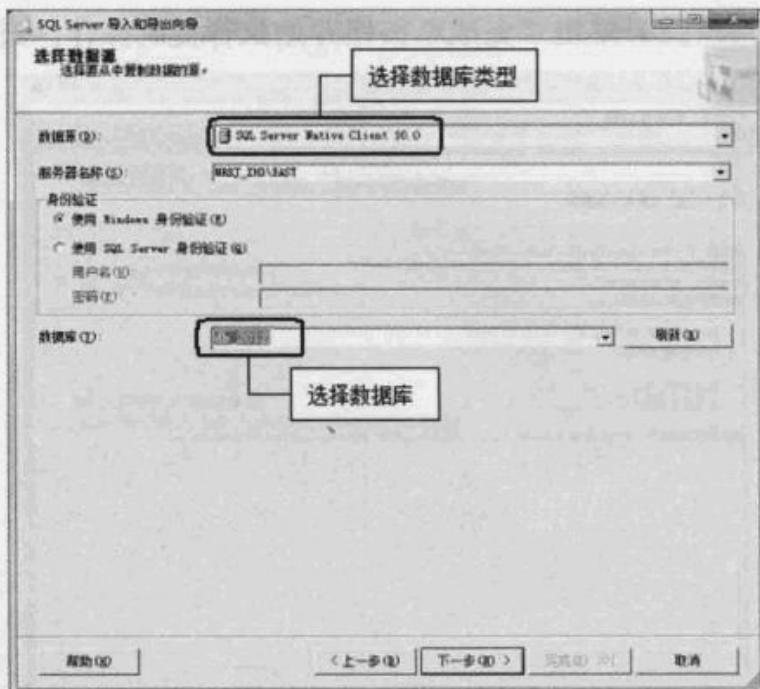 SQL Server 导入和导出向导
选择数据源
选择要从中复制数据的源。
选择数据库类型
数据源(D):
SQL Server Native Client 10.0
服务器名称(S):
身份验证
使用 Windows 身份验证(W)
使用 SQL Server 身份验证(Q)
用户名(U)
密码(P)
数据库(T):
刷新(R)
选择数据库
帮助(H)
<上一步(B)
下一步(N) >
取消